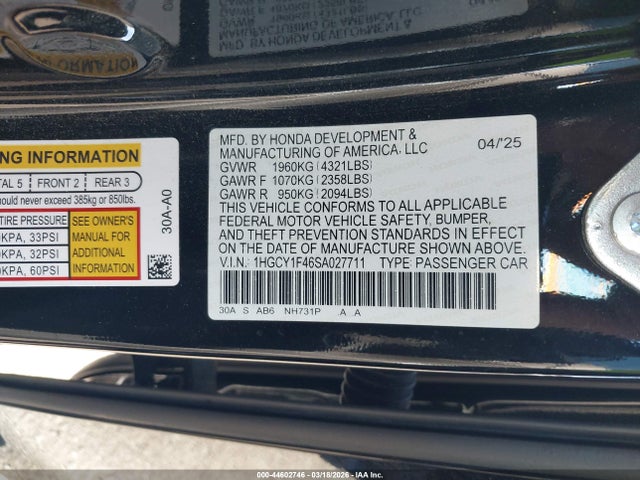 INFORMATION
MFD. BY HONDA DEVELOPMENT &
MANUFACTURING OF AMERICA, LLC
04/'25
GVWR 1960KG (4321LBS)
GAWR F 1070KG (2358LBS)
GAWR R 950KG (2094LBS)
THIS VEHICLE CONFORMS TO ALL APPLICABLE
FEDERAL MOTOR VEHICLE SAFETY, BUMPER,
AND THEFT PREVENTION STANDARDS IN EFFECT
ON THE DATE OF MANUFACTURE SHOWN ABOVE.
V.I.N.: 1HGCY1F46SA027711 TYPE: PASSENGER CAR
30A S AB6 NH731P A A
NG INFORMATION
TAL 5 FRONT 2 REAR 3
ould never exceed 385kg or 850lbs.
TIRE PRESSURE
KPA, 33PSI
KPA, 32PSI
KPA, 60PSI
SEE OWNER'S
MANUAL FOR
ADDITIONAL
INFORMATION
30A-A0
000-44602746 - 03/18/2026 - IAA Inc.